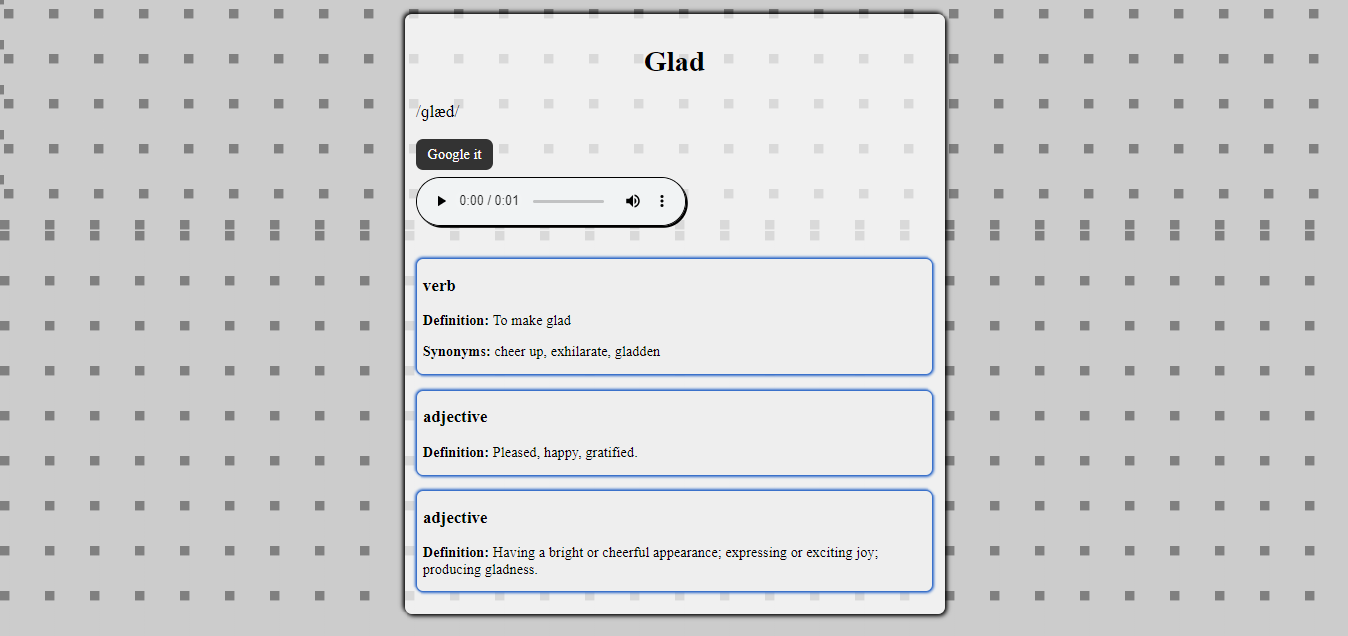 Glad
/ɡlæd/
Google it
0:00 / 0:01
verb
Definition: To make glad
Synonyms: cheer up, exhilarate, gladden
adjective
Definition: Pleased, happy, gratified.
adjective
Definition: Having a bright or cheerful appearance; expressing or exciting joy;
producing gladness.